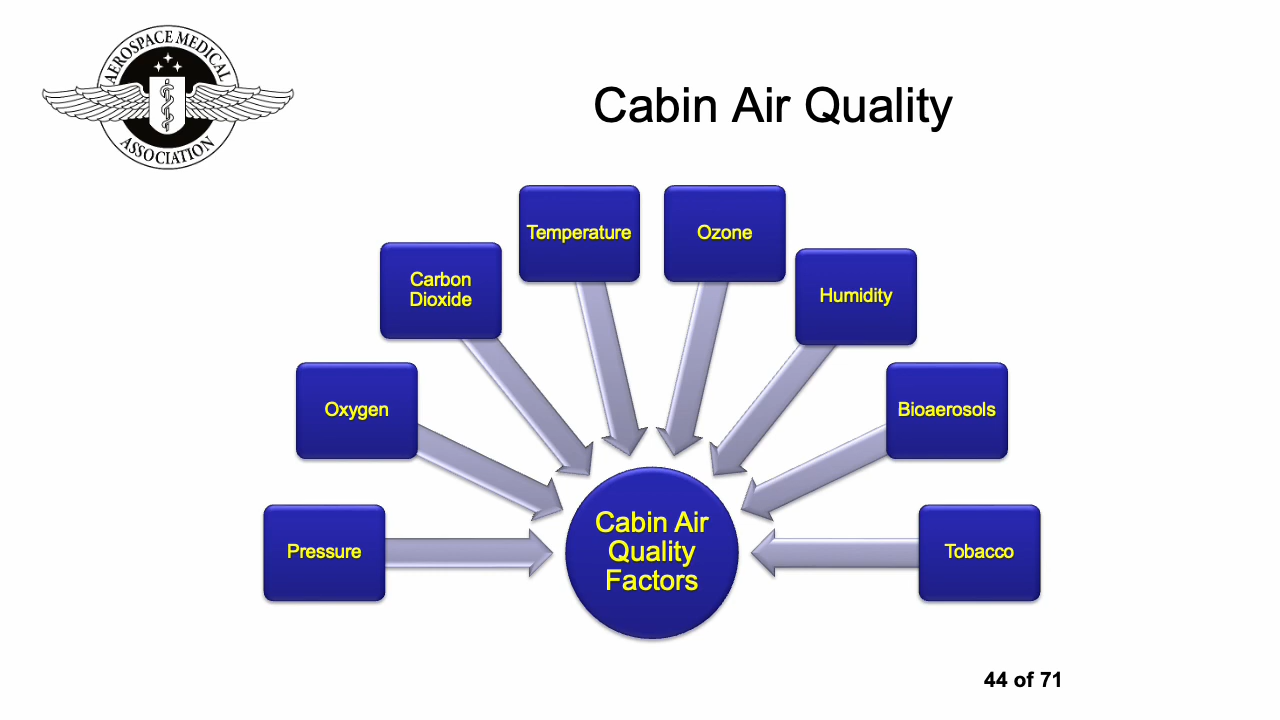 AEROSPACE MEDICAL
ASSOCIATION
Cabin Air Quality
Temperature
Ozone
Carbon
Dioxide
Humidity
Oxygen
Bioaerosols
Pressure
Cabin Air
Quality
Factors
Tobacco
44 of 71